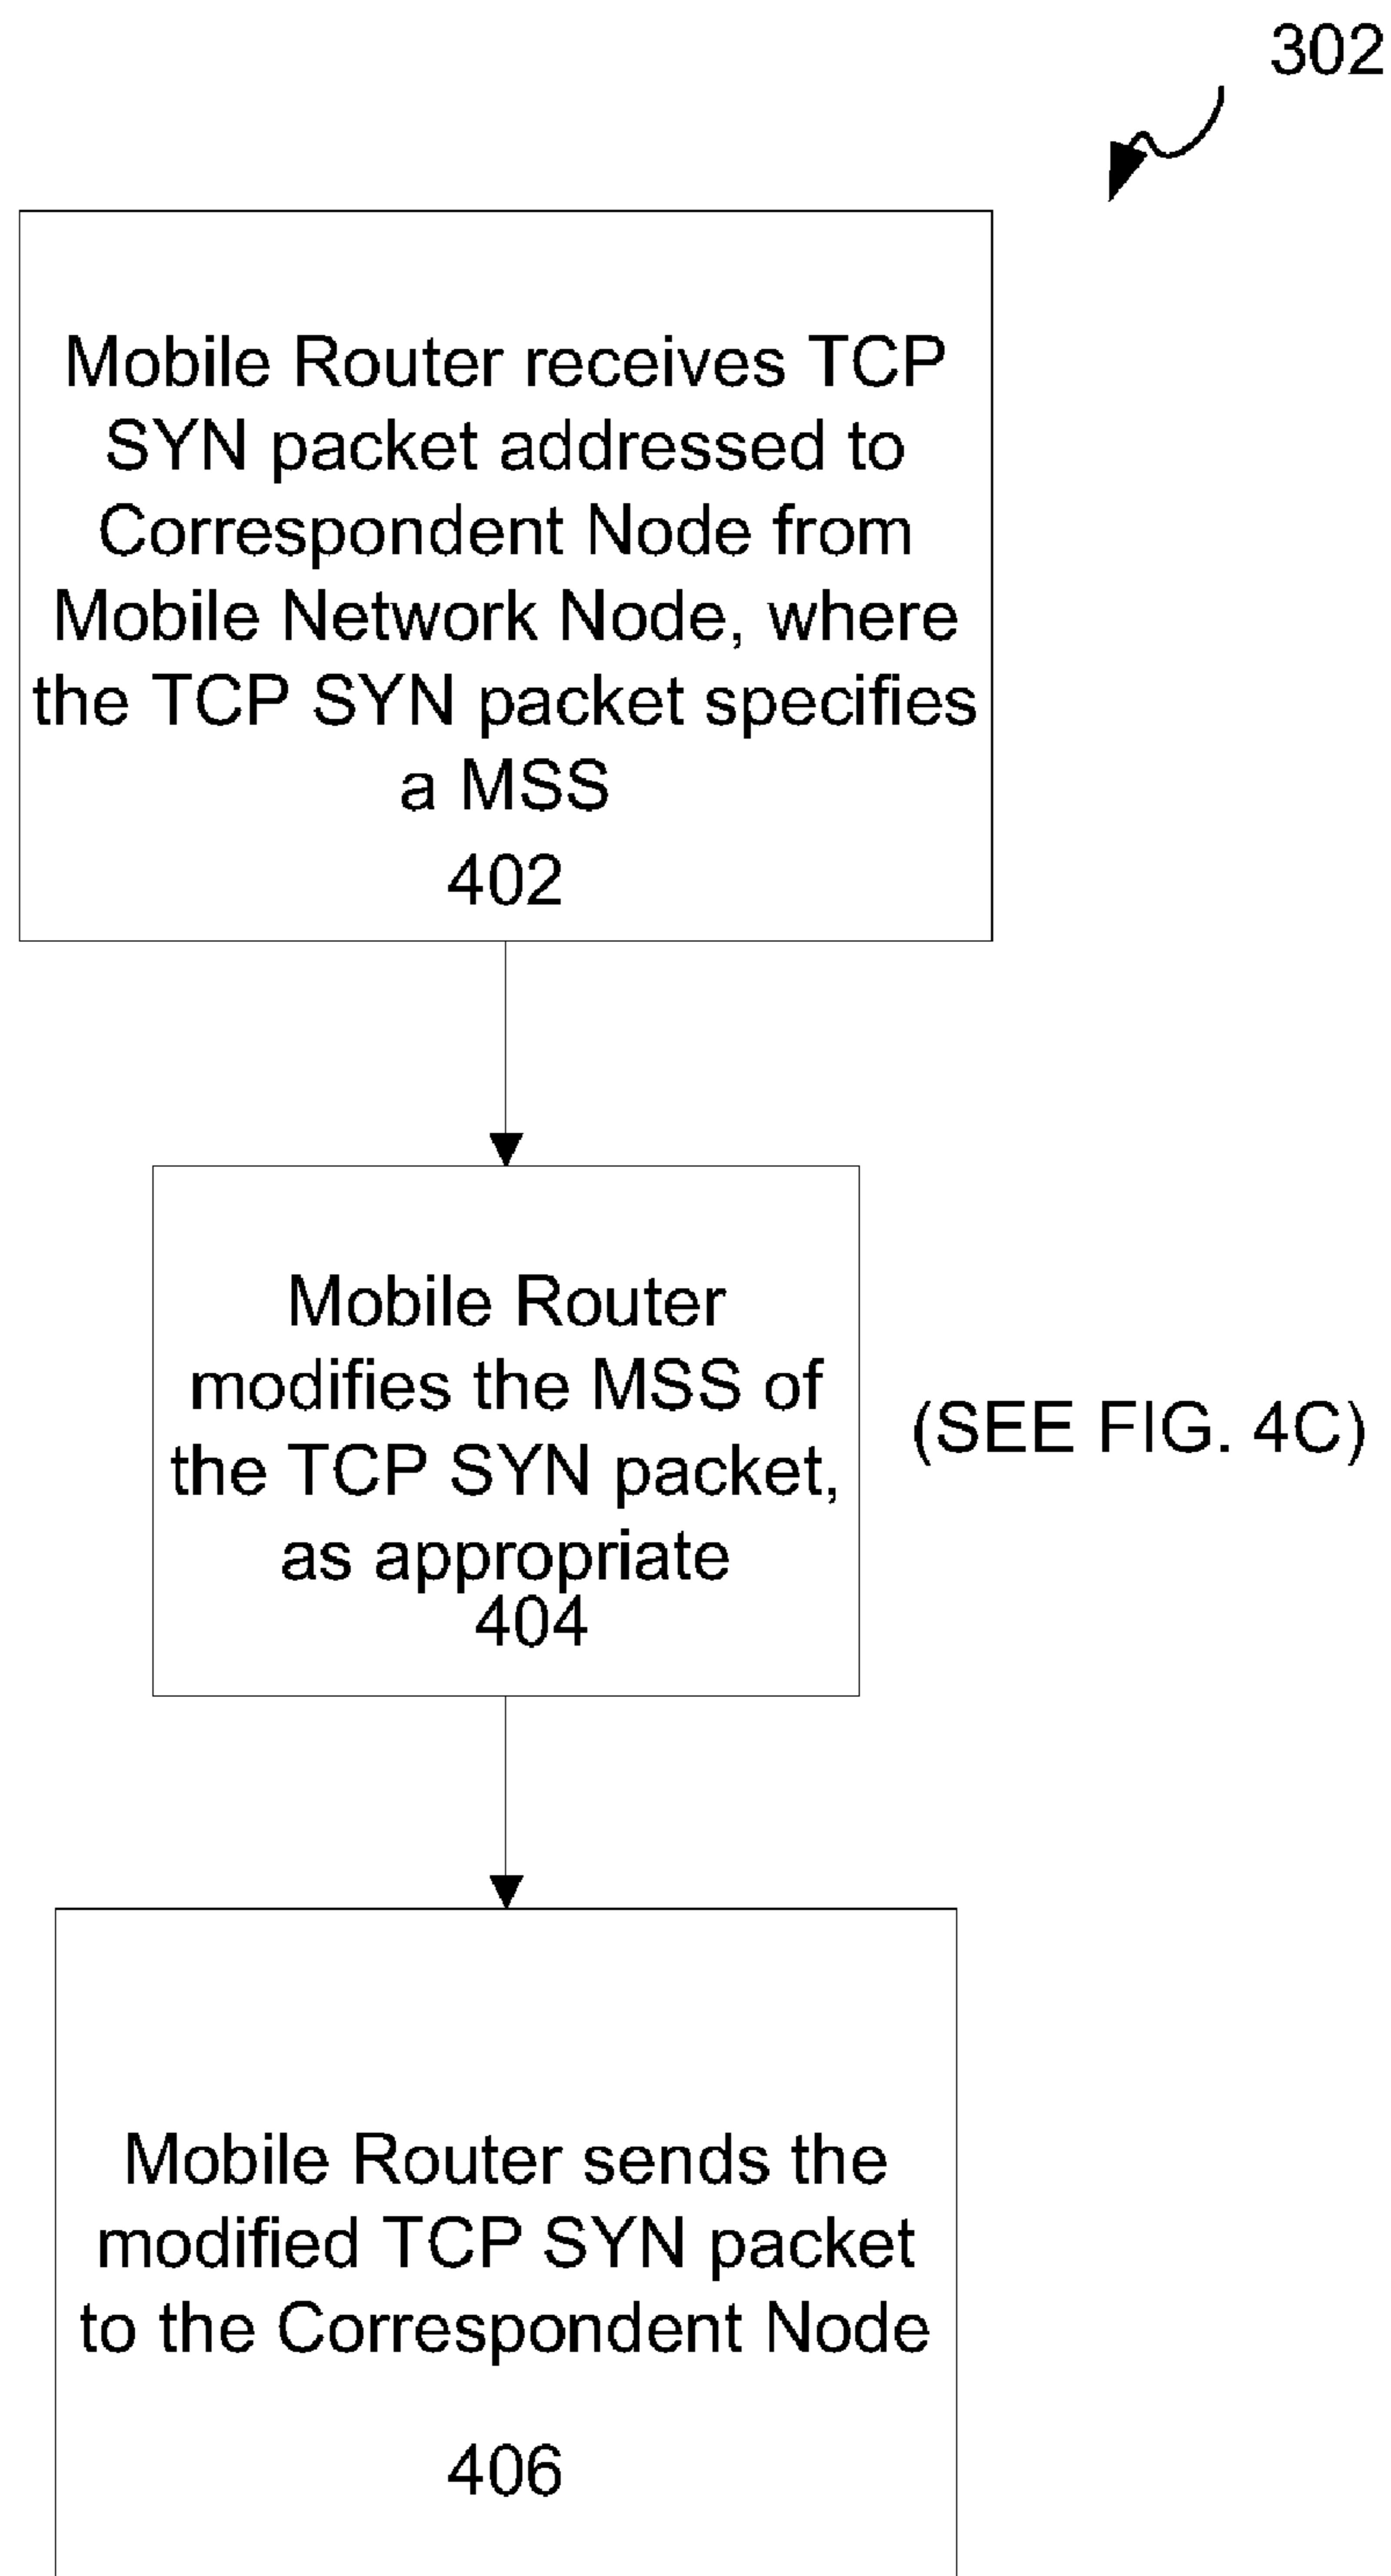 302
Mobile Router receives TCP
SYN packet addressed to
Correspondent Node from
Mobile Network Node, where
the TCP SYN packet specifies
a MSS
402
Mobile Router
modifies the MSS of
the TCP SYN packet,
as appropriate
404
(SEE FIG. 4C)
Mobile Router sends the
modified TCP SYN packet
to the Correspondent Node
406